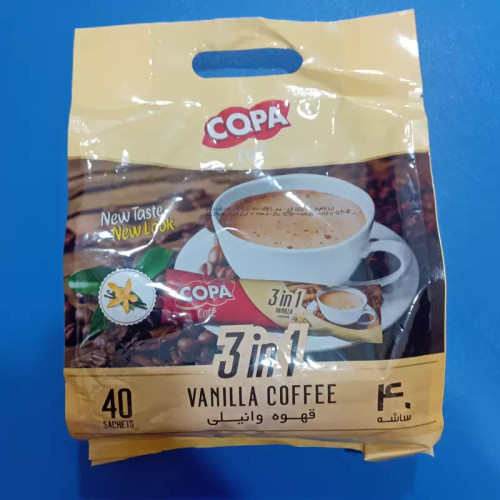 COPA
New Taste
New Look
COPA
Café
3 in 1
VANILLA
3 in 1
VANILLA COFFEE
قهوه وانیلی
40
SACHETS
۴۰
ساشه